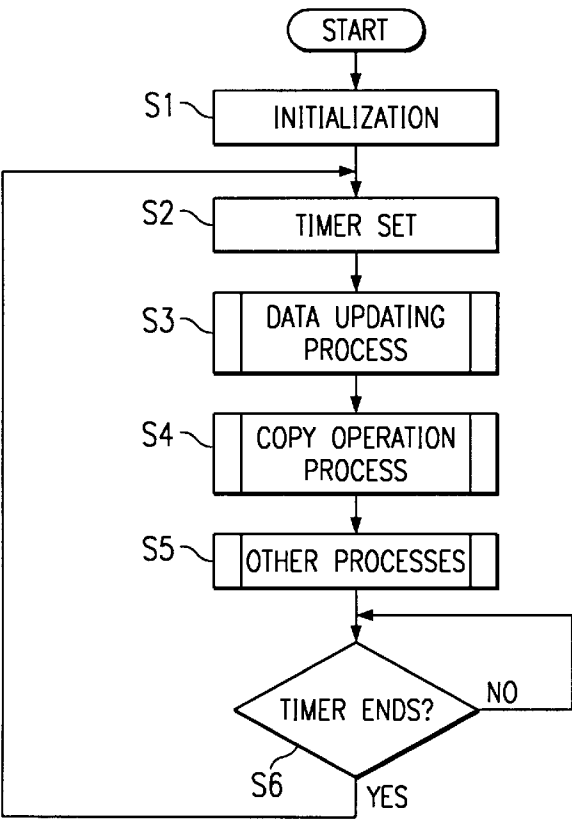 START
S1
INITIALIZATION
S2
TIMER SET
S3
DATA UPDATING
PROCESS
S4
COPY OPERATION
PROCESS
S5
OTHER PROCESSES
TIMER ENDS?
NO
S6
YES